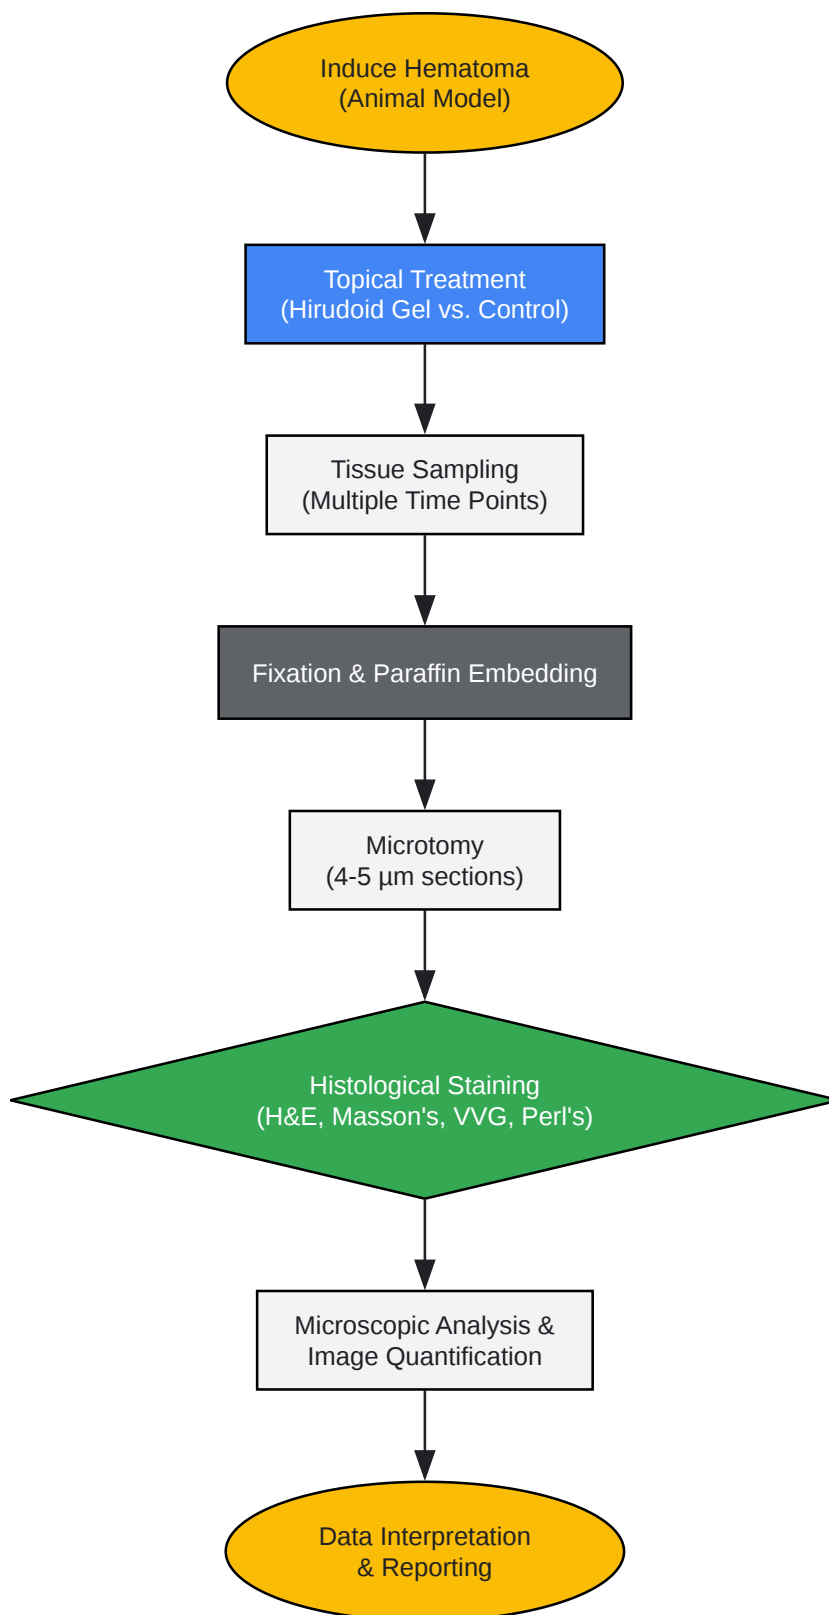 Induce Hematoma
(Animal Model)
Topical Treatment
(Hirudoid Gel vs. Control)
Tissue Sampling
(Multiple Time Points)
Fixation & Paraffin Embedding
Microtomy
(4-5 µm sections)
Histological Staining
(H&E, Masson's, VVG, Perl's)
Microscopic Analysis &
Image Quantification
Data Interpretation
& Reporting